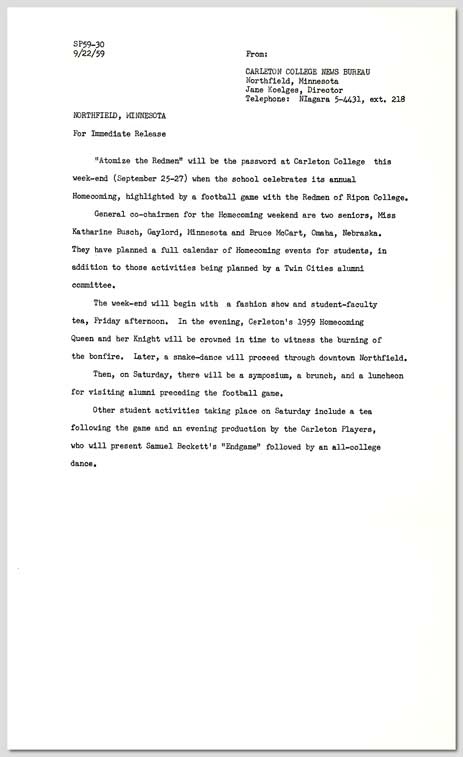 SP59-30
9/22/59
From:
CARLETON COLLEGE NEWS BUREAU
Northfield, Minnesota
Jane Koelges, Director
Telephone: NIagara 5-4431, ext. 218
NORTHFIELD, MINNESOTA
For Immediate Release
"Atomize the Redmen" will be the password at Carleton College this
week-end (September 25-27) when the school celebrates its annual
Homecoming, highlighted by a football game with the Redmen of Ripon College.
General co-chairmen for the Homecoming weekend are two seniors, Miss
Katharine Busch, Gaylord, Minnesota and Bruce McCart, Omaha, Nebraska.
They have planned a full calendar of Homecoming events for students, in
addition to those activities being planned by a Twin Cities alumni
committee.
The week-end will begin with a fashion show and student-faculty
tea, Friday afternoon. In the evening, Carleton's 1959 Homecoming
Queen and her Knight will be crowned in time to witness the burning of
the bonfire. Later, a snake-dance will proceed through downtown Northfield.
Then, on Saturday, there will be a symposium, a brunch, and a luncheon
for visiting alumni preceding the football game.
Other student activities taking place on Saturday include a tea
following the game and an evening production by the Carleton Players,
who will present Samuel Beckett's "Endgame" followed by an all-college
dance.